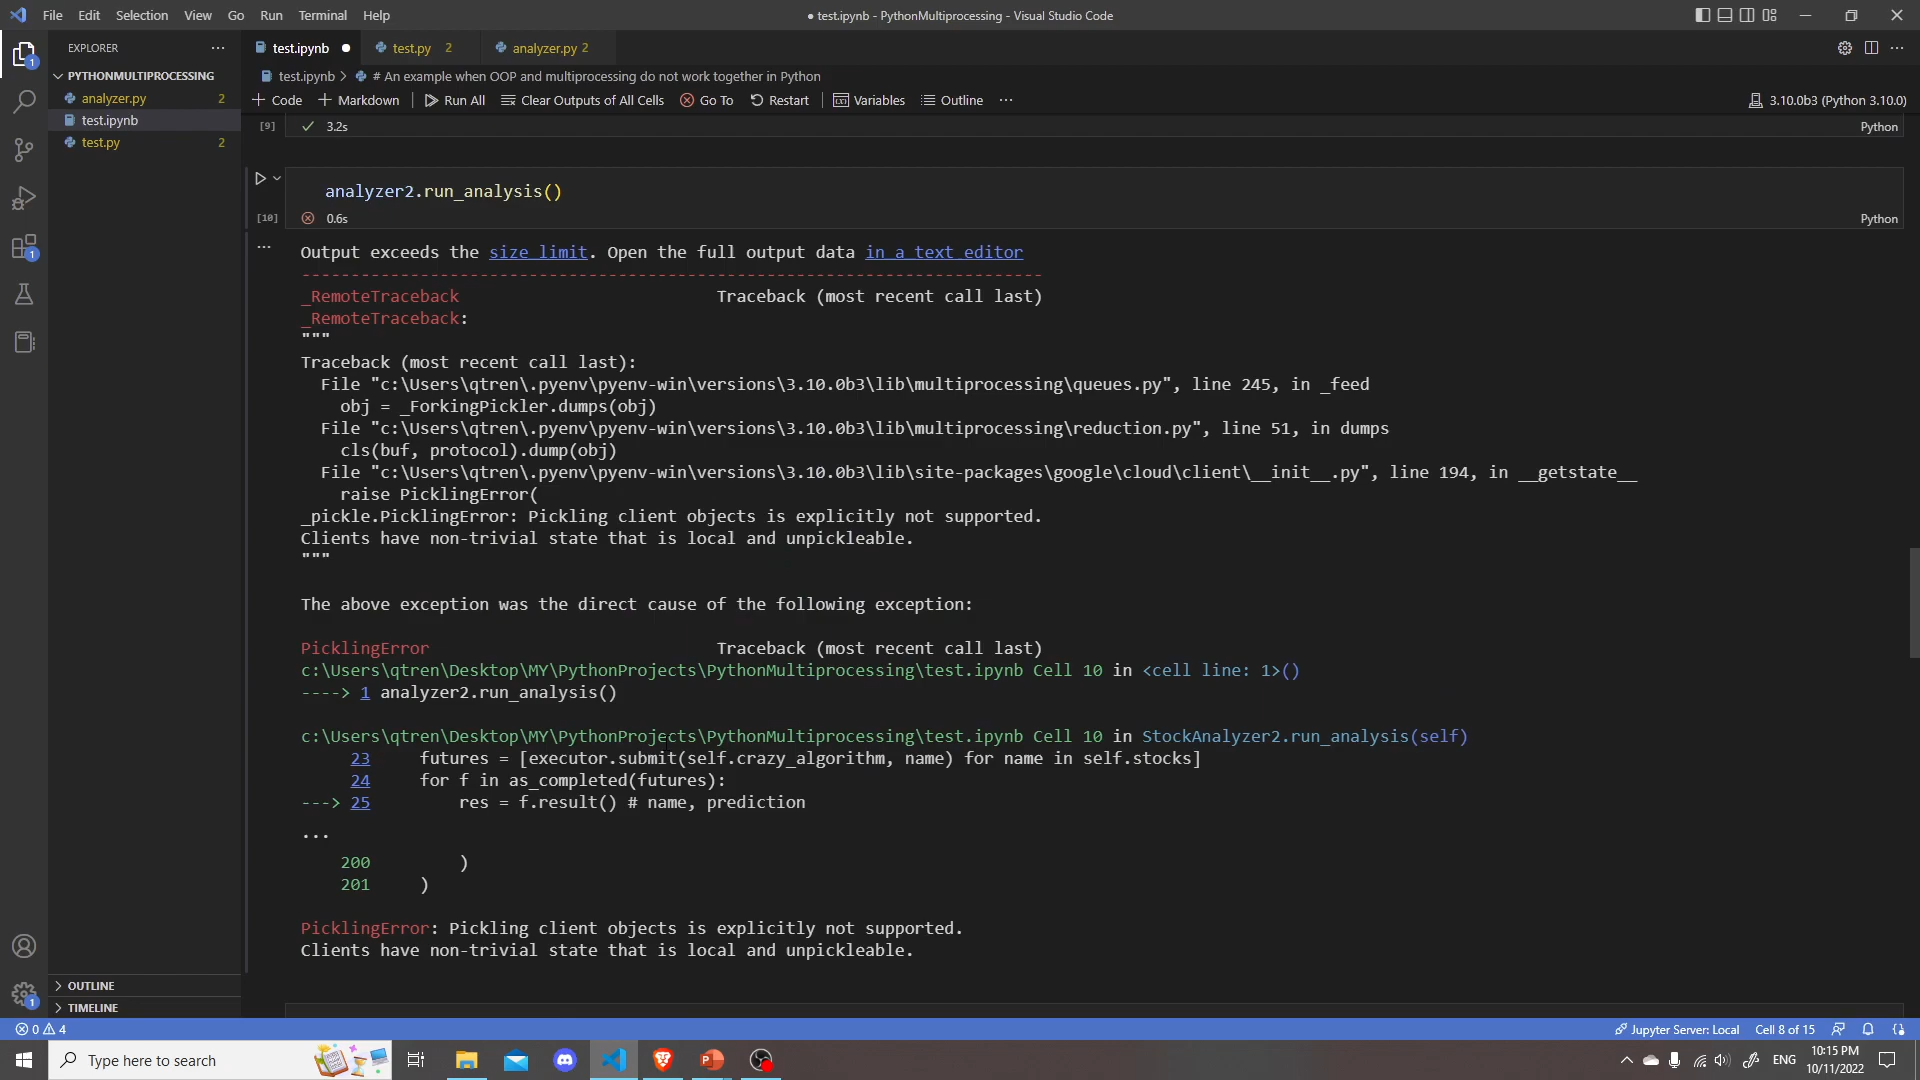 File Edit Selection View Go Run Terminal Help
● test.ipynb - PythonMultiprocessing - Visual Studio Code
EXPLORER
PYTHONMULTIPROCESSING
analyzer.py 2
test.ipynb
test.py 2
OUTLINE
TIMELINE
test.ipynb ●
test.py 2
analyzer.py 2
test.ipynb > # An example when OOP and multiprocessing do not work together in Python
+ Code + Markdown Run All Clear Outputs of All Cells Go To Restart Variables Outline ...
3.10.0b3 (Python 3.10.0)
[9] 3.2s Python
analyzer2.run_analysis()
[10] 0.6s Python
Output exceeds the size limit. Open the full output data in a text editor
---------------------------------------------------------------------------
_RemoteTraceback                          Traceback (most recent call last)
_RemoteTraceback:
"""
Traceback (most recent call last):
  File "c:\Users\qtren\.pyenv\pyenv-win\versions\3.10.0b3\lib\multiprocessing\queues.py", line 245, in _feed
    obj = _ForkingPickler.dumps(obj)
  File "c:\Users\qtren\.pyenv\pyenv-win\versions\3.10.0b3\lib\multiprocessing\reduction.py", line 51, in dumps
    cls(buf, protocol).dump(obj)
  File "c:\Users\qtren\.pyenv\pyenv-win\versions\3.10.0b3\lib\site-packages\google\cloud\client\__init__.py", line 194, in __getstate__
    raise PicklingError(
_pickle.PicklingError: Pickling client objects is explicitly not supported.
Clients have non-trivial state that is local and unpickleable.
"""
The above exception was the direct cause of the following exception:
PicklingError                             Traceback (most recent call last)
c:\Users\qtren\Desktop\MY\PythonProjects\PythonMultiprocessing\test.ipynb Cell 10 in <cell line: 1>()
----> 1 analyzer2.run_analysis()
c:\Users\qtren\Desktop\MY\PythonProjects\PythonMultiprocessing\test.ipynb Cell 10 in StockAnalyzer2.run_analysis(self)
     23     futures = [executor.submit(self.crazy_algorithm, name) for name in self.stocks]
     24     for f in as_completed(futures):
---> 25         res = f.result() # name, prediction
...
    200         )
    201     )
PicklingError: Pickling client objects is explicitly not supported.
Clients have non-trivial state that is local and unpickleable.
0 4
Jupyter Server: Local Cell 8 of 15
Type here to search
ENG
10:15 PM
10/11/2022